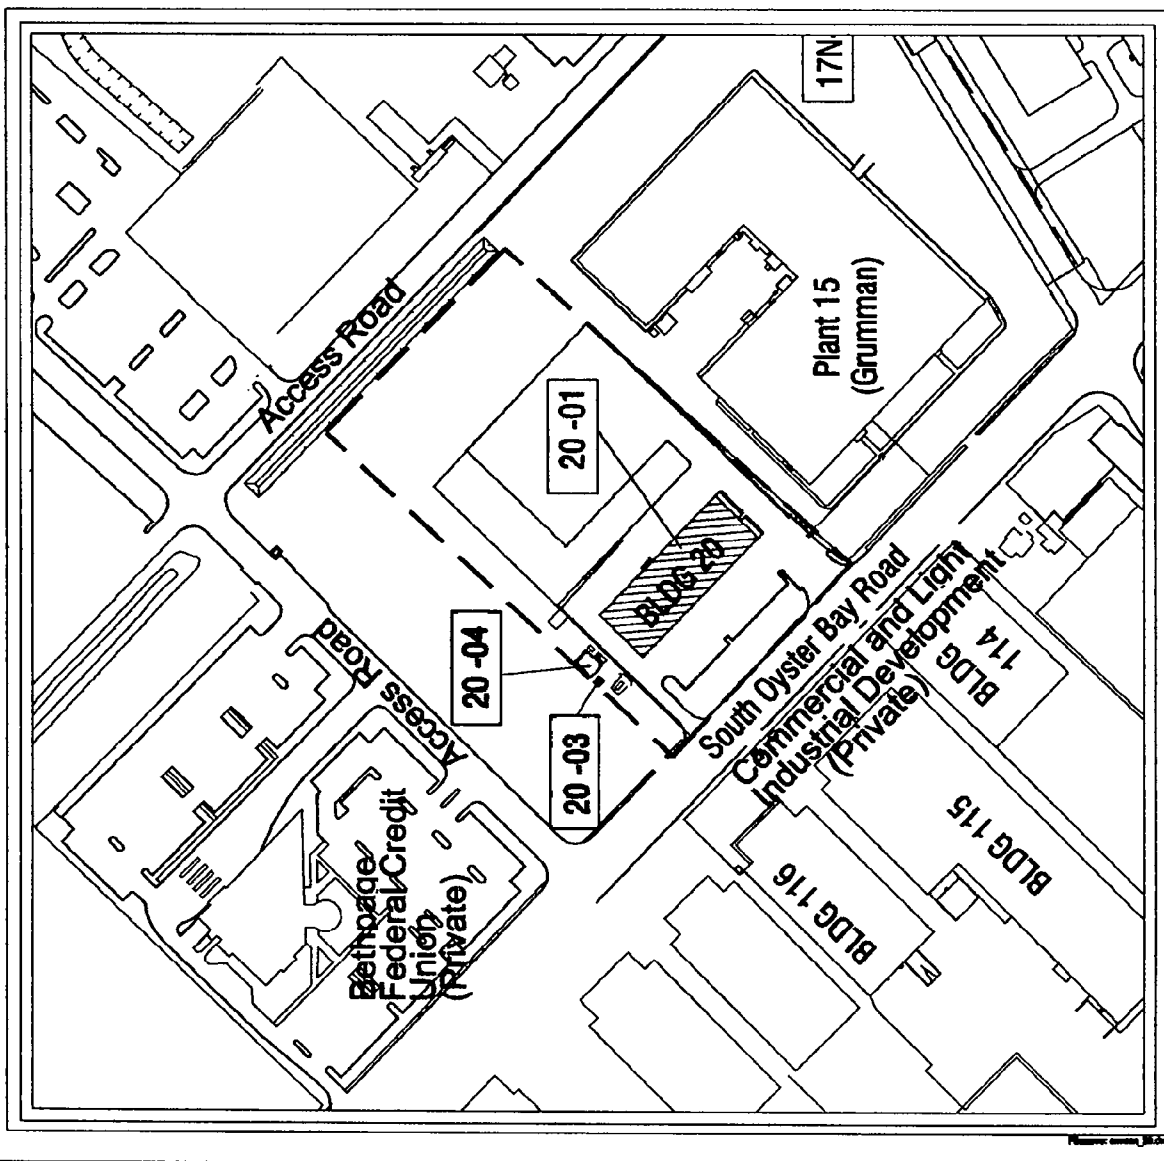 17N-
Access Road
20 -01
Plant 15
(Grumman)
BLDG 20
Access Road
20 -04
20 -03
South Oyster Bay Road
Commercial and Light
Industrial Development
(Private)
BLDG
114
BLDG 115
BLDG 116
Bethpage
Federal Credit
Union
(Private)